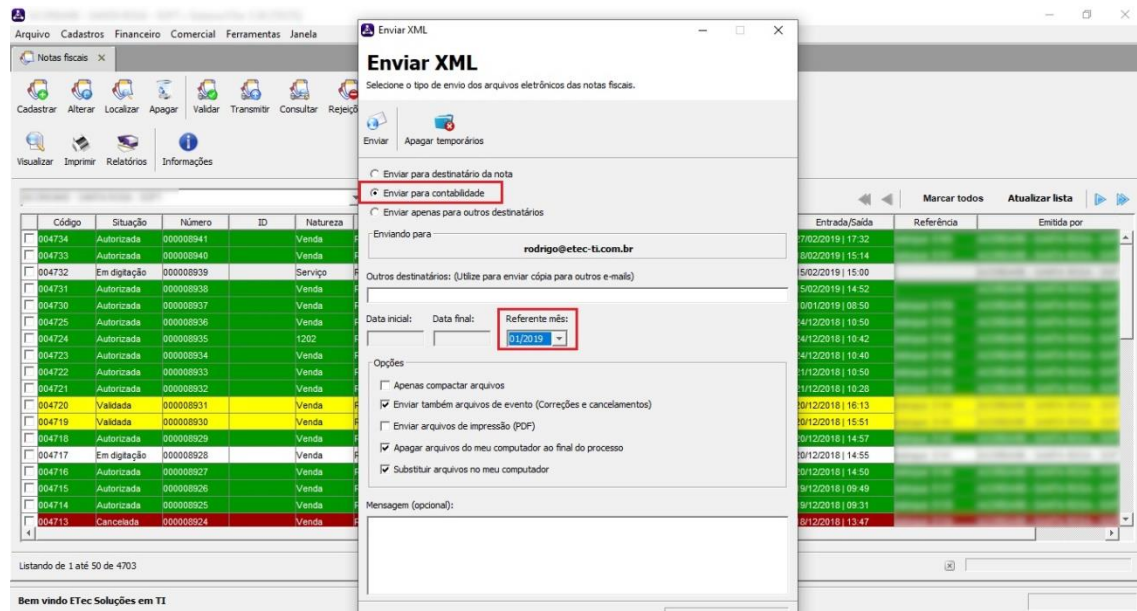 Enviar XML
Arquivo Cadastros Financeiro Comercial Ferramentas Janela
Notas fiscais
Cadastrar Alterar Localizar Apagar Validar Transmitir Consultar
Visualizar Imprimir Relatórios Informações
Enviar XML
Selecione o tipo de envio dos arquivos eletrônicos das notas fiscais.
Enviar Apagar temporários
Enviar para destinatário da nota
Enviar para contabilidade
Enviar apenas para outros destinatários
Enviando para
rodrigo@etec-ti.com.br
Outros destinatários: (Utilize para enviar cópia para outros e-mails)
Data inicial: Data final: Referente mês:
01/2019
Opções
Apenas compactar arquivos
Enviar também arquivos de evento (Correções e cancelamentos)
Enviar arquivos de impressão (PDF)
Apagar arquivos do meu computador ao final do processo
Substituir arquivos no meu computador
Mensagem (opcional):
Marcar todos Atualizar lista
Código Situação Número ID Natureza Entrada/Saída Referência Emitida por
004734 Autorizada 000008941 Venda 27/02/2019 | 17:32
004733 Autorizada 000008940 Venda 8/02/2019 | 15:14
004732 Em digitação 000008939 Serviço 5/02/2019 | 15:00
004731 Autorizada 000008938 Venda 5/02/2019 | 14:52
004730 Autorizada 000008937 Venda 0/01/2019 | 08:50
004725 Autorizada 000008936 Venda 24/12/2018 | 10:50
004724 Autorizada 000008935 1202 24/12/2018 | 10:42
004723 Autorizada 000008934 Venda 24/12/2018 | 10:40
004722 Autorizada 000008933 Venda 21/12/2018 | 10:50
004721 Autorizada 000008932 Venda 21/12/2018 | 10:28
004720 Validada 000008931 Venda 20/12/2018 | 16:13
004719 Validada 000008930 Venda 20/12/2018 | 15:51
004718 Autorizada 000008929 Venda 20/12/2018 | 14:57
004717 Em digitação 000008928 Venda 20/12/2018 | 14:55
004716 Autorizada 000008927 Venda 20/12/2018 | 14:50
004715 Autorizada 000008926 Venda 9/12/2018 | 09:49
004714 Autorizada 000008925 Venda 9/12/2018 | 09:31
004713 Cancelada 000008924 Venda 8/12/2018 | 13:47
Listando de 1 até 50 de 4703
Bem vindo ETec Soluções em TI